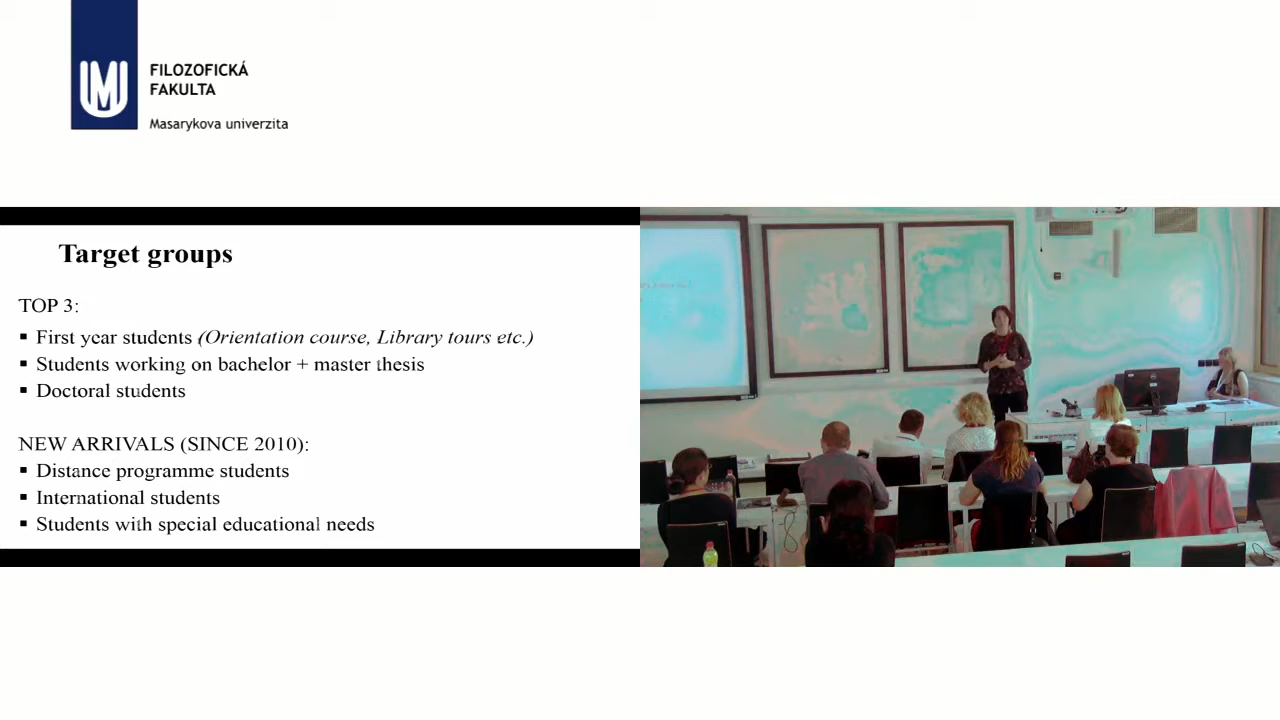 FILOZOFICKÁ
FAKULTA
Masarykova univerzita
Target groups
TOP 3:
▪ First year students (Orientation course, Library tours etc.)
▪ Students working on bachelor + master thesis
▪ Doctoral students
NEW ARRIVALS (SINCE 2010):
▪ Distance programme students
▪ International students
▪ Students with special educational needs